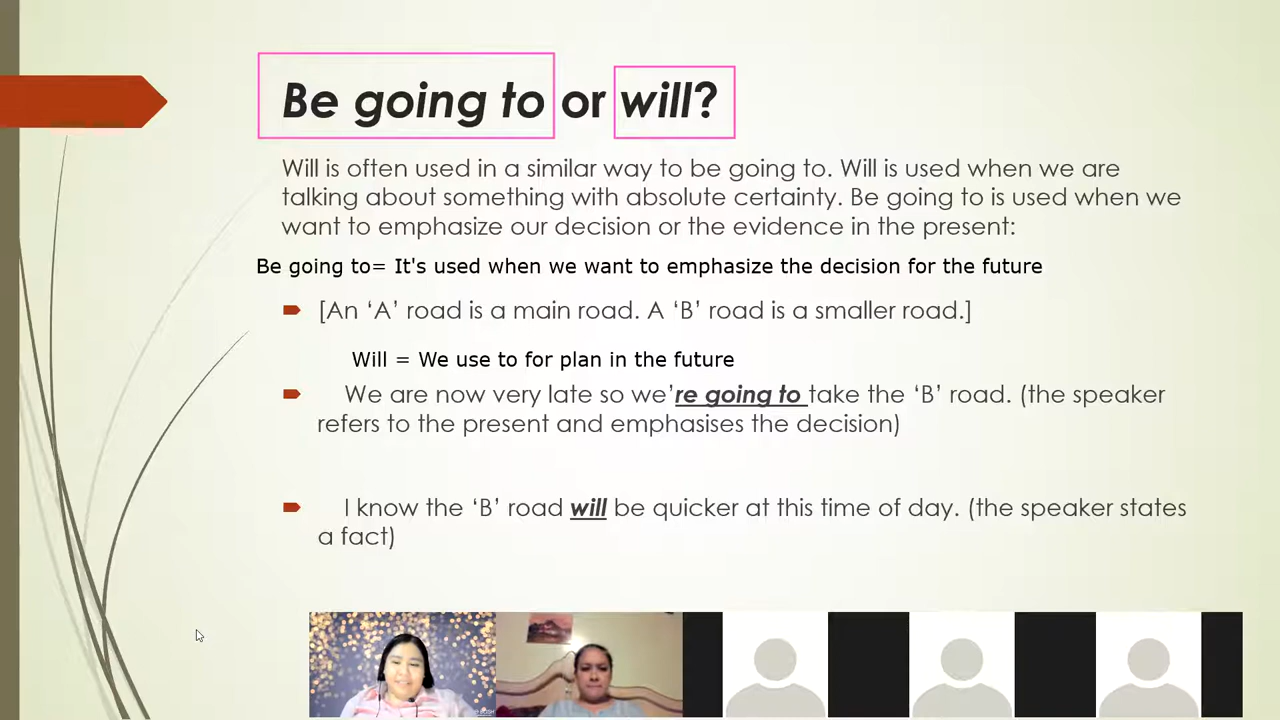 Be going to or will?
Will is often used in a similar way to be going to. Will is used when we are
talking about something with absolute certainty. Be going to is used when we
want to emphasize our decision or the evidence in the present:
Be going to= It's used when we want to emphasize the decision for the future
[An ‘A’ road is a main road. A ‘B’ road is a smaller road.]
Will = We use to for plan in the future
We are now very late so we’re going to take the ‘B’ road. (the speaker
refers to the present and emphasises the decision)
I know the ‘B’ road will be quicker at this time of day. (the speaker states
a fact)